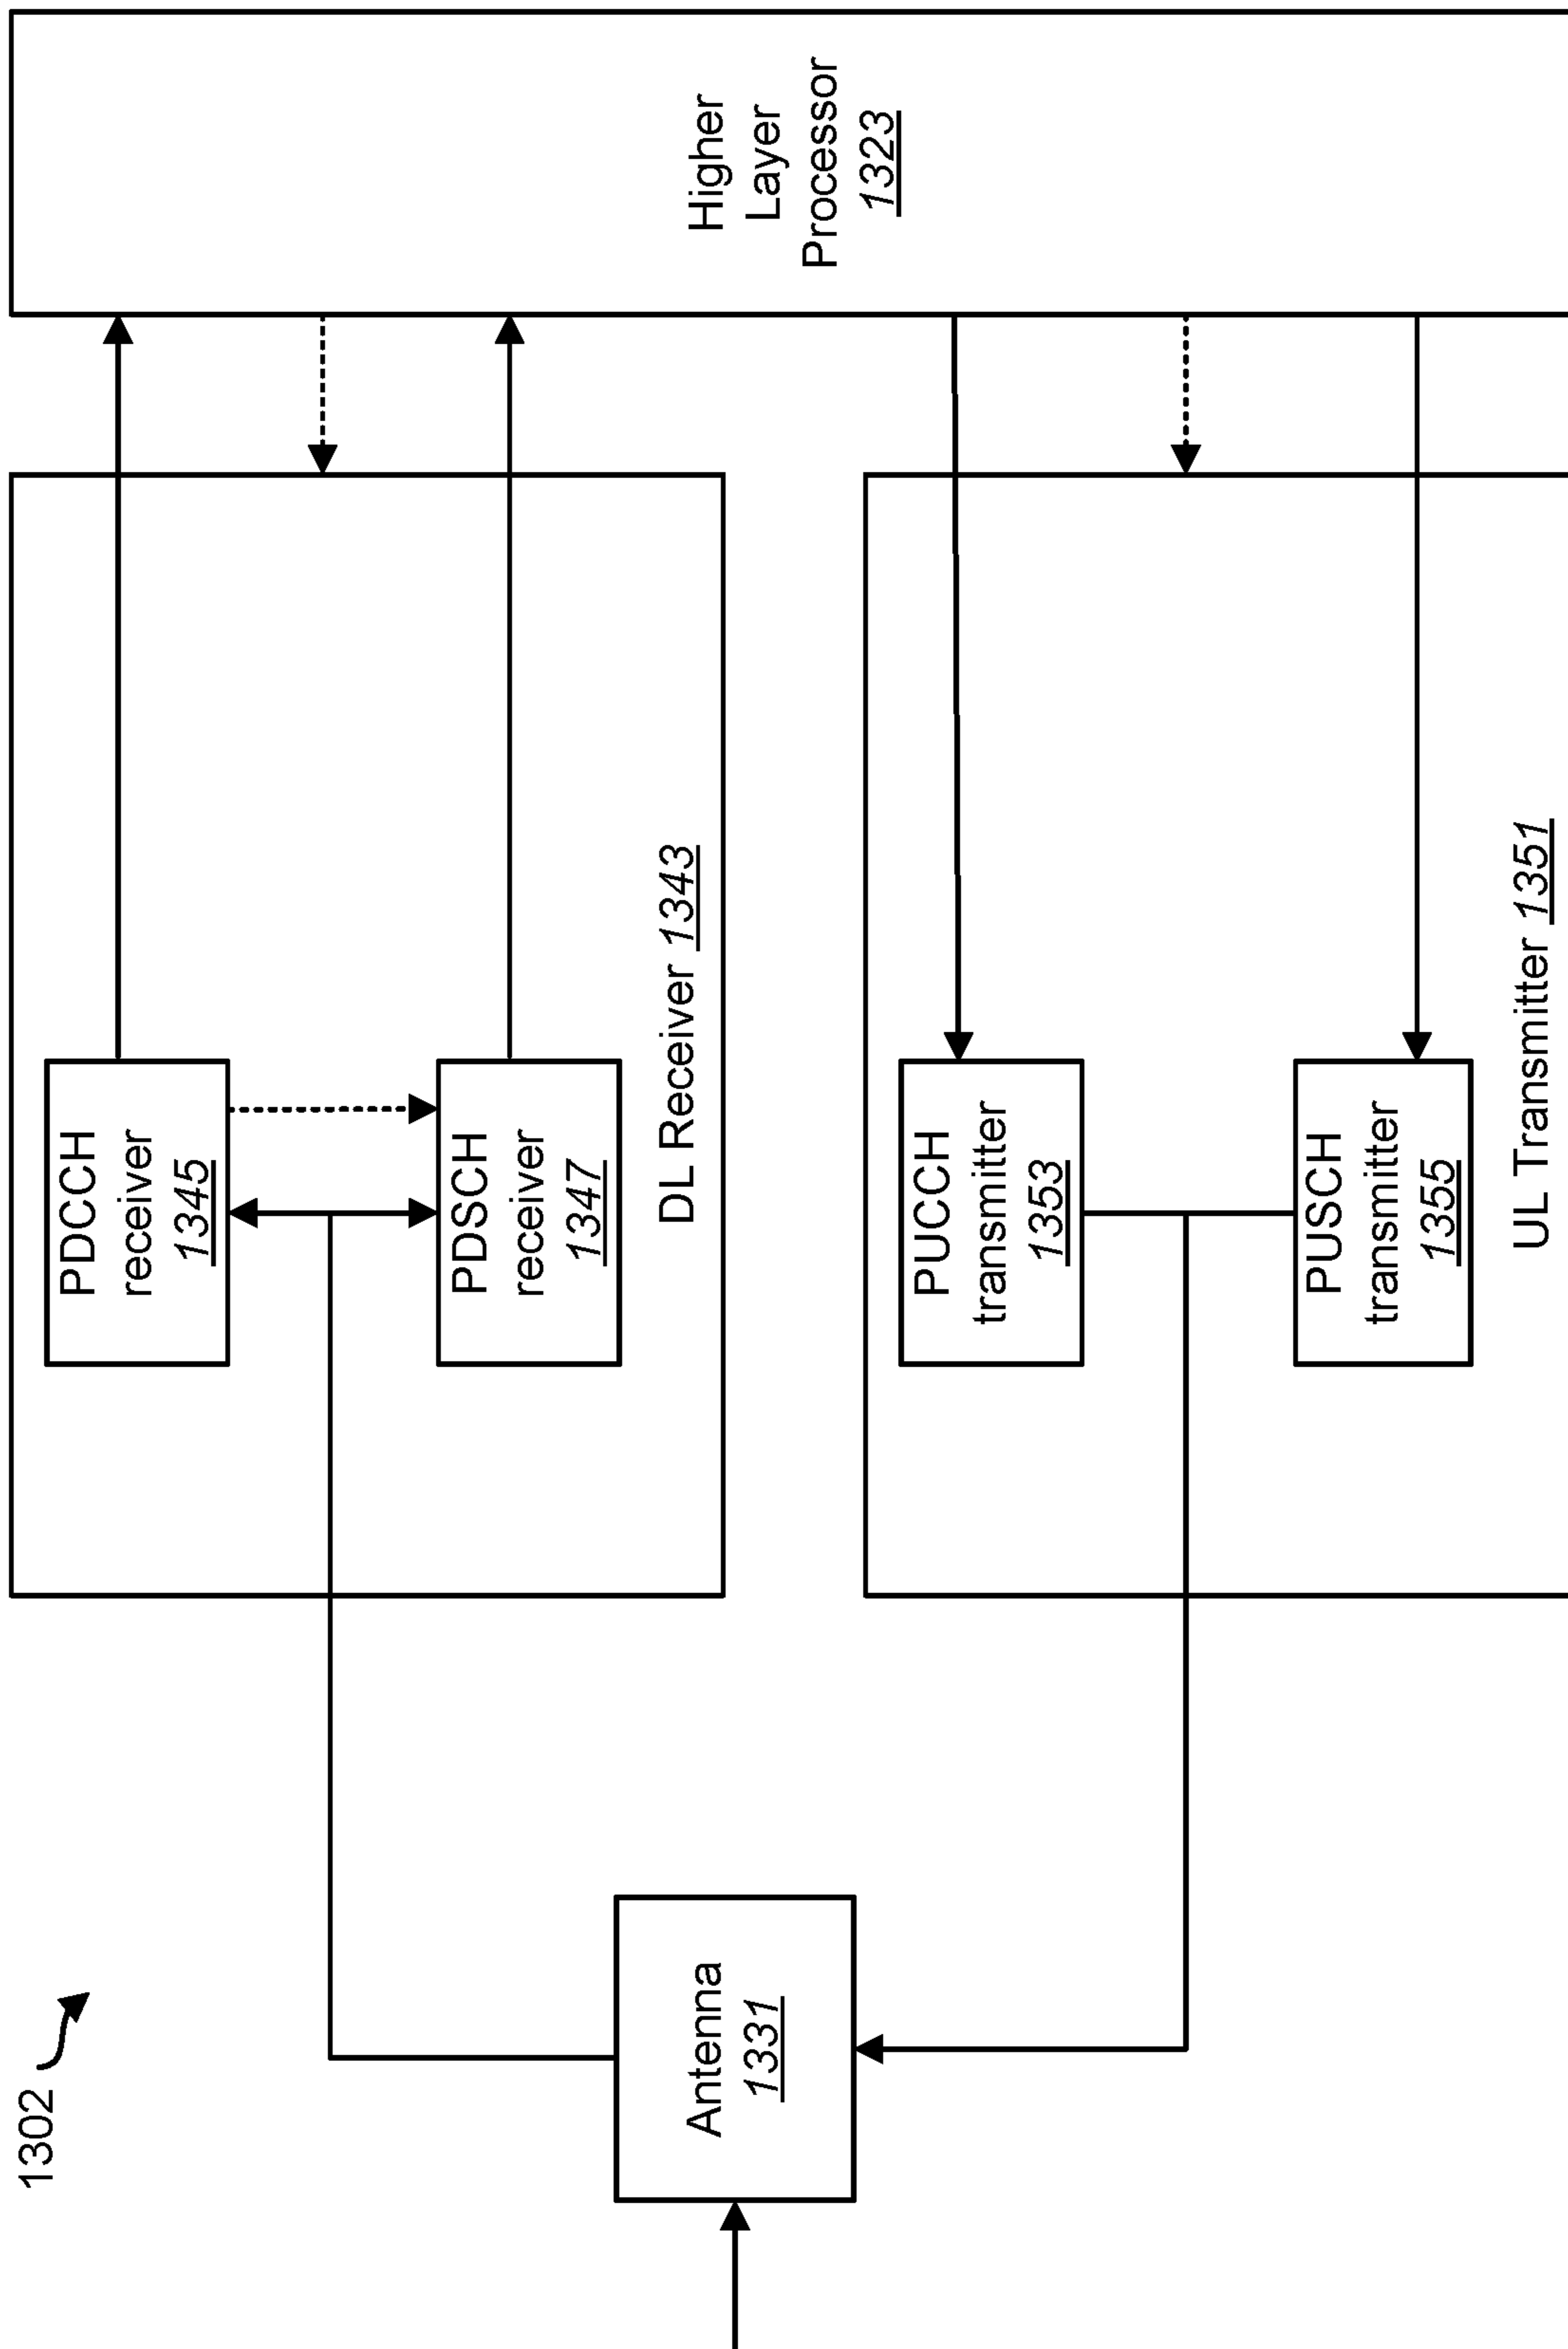 1302
Antenna
1331
PDCCH
receiver
1345
PDSCH
receiver
1347
DL Receiver 1343
PUCCH
transmitter
1353
PUSCH
transmitter
1355
UL Transmitter 1351
Higher
Layer
Processor
1323